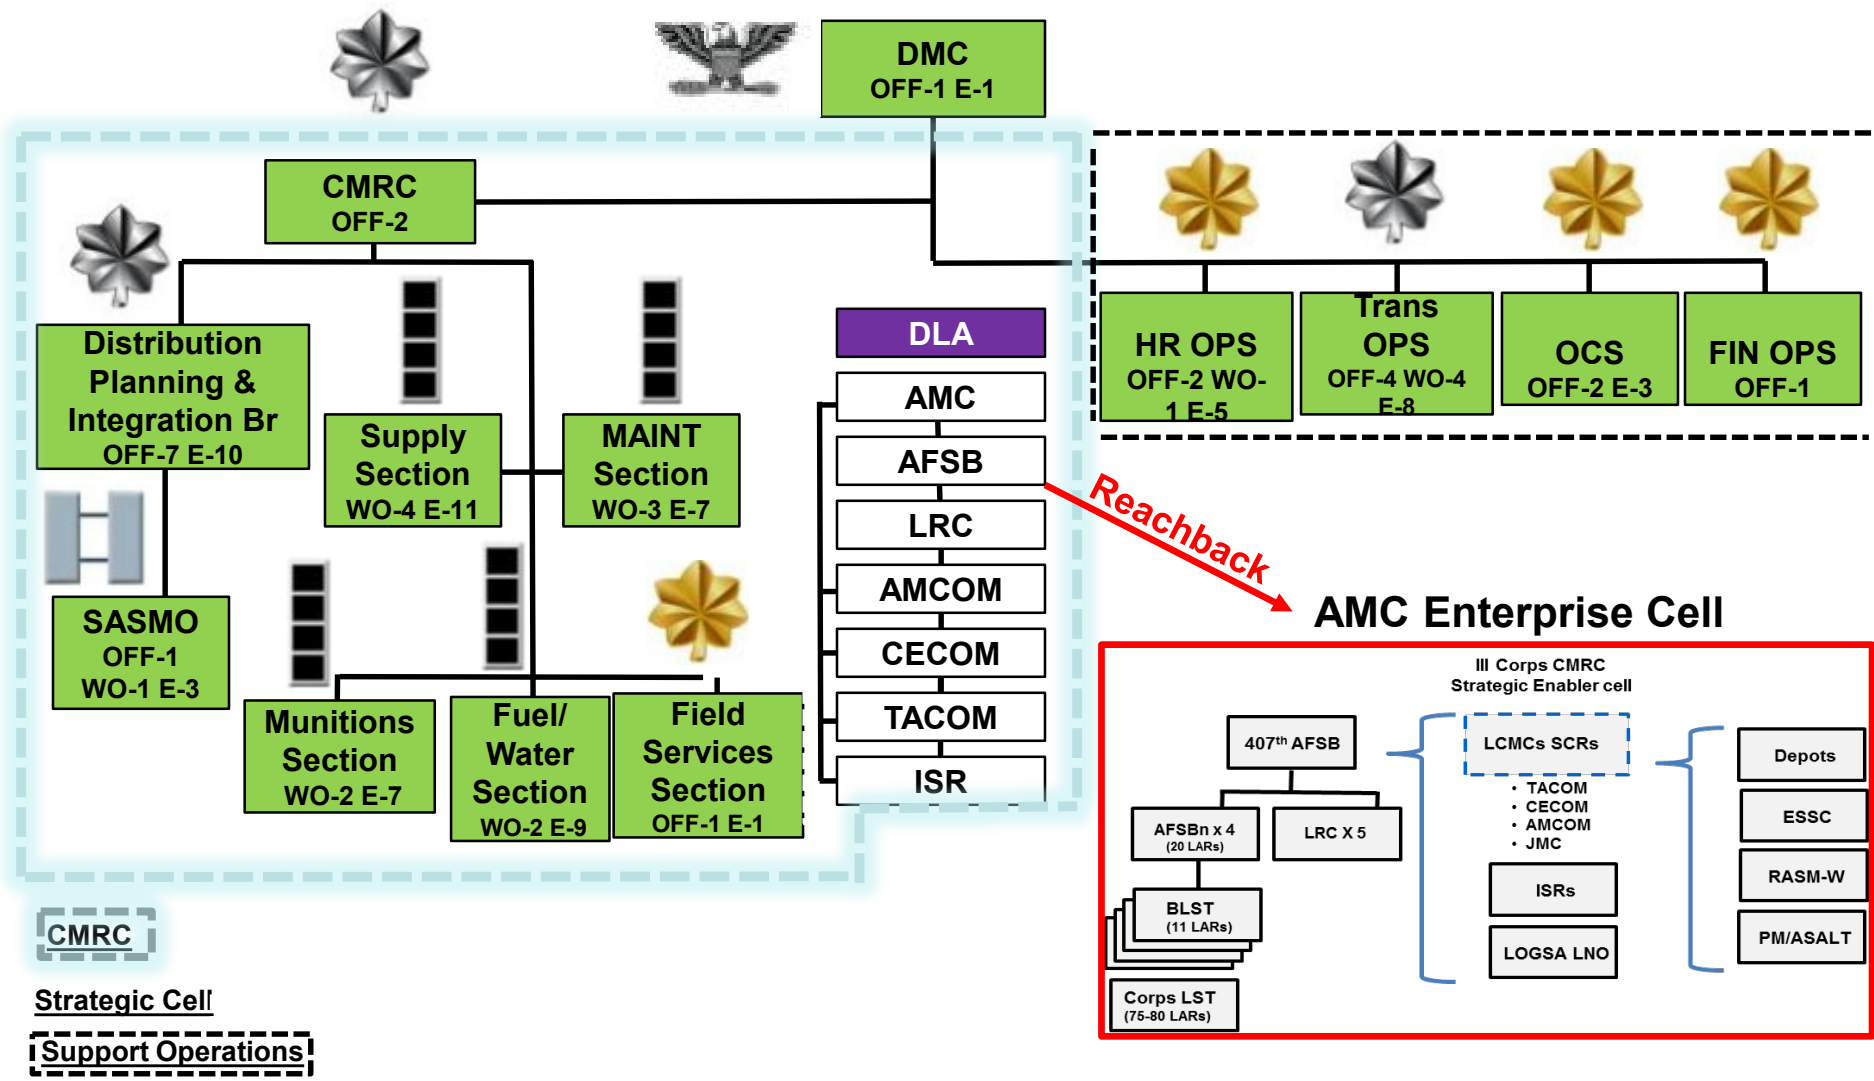 DMC
OFF-1 E-1
CMRC
OFF-2
Distribution
Planning &
Integration Br
OFF-7 E-10
Supply
Section
WO-4 E-11
MAINT
Section
WO-3 E-7
SASMO
OFF-1
WO-1 E-3
Munitions
Section
WO-2 E-7
Fuel/
Water
Section
WO-2 E-9
Field
Services
Section
OFF-1 E-1
DLA
AMC
AFSB
LRC
AMCOM
CECOM
TACOM
ISR
HR OPS
OFF-2 WO-
1 E-5
Trans
OPS
OFF-4 WO-4
E-8
OCS
OFF-2 E-3
FIN OPS
OFF-1
Reachback
AMC Enterprise Cell
III Corps CMRC
Strategic Enabler cell
407th AFSB
AFSBn x 4
(20 LARs)
LRC X 5
BLST
(11 LARs)
Corps LST
(75-80 LARs)
LCMCs SCRs
• TACOM
• CECOM
• AMCOM
• JMC
ISRs
LOGSA LNO
Depots
ESSC
RASM-W
PM/ASALT
CMRC
Strategic Cell
Support Operations